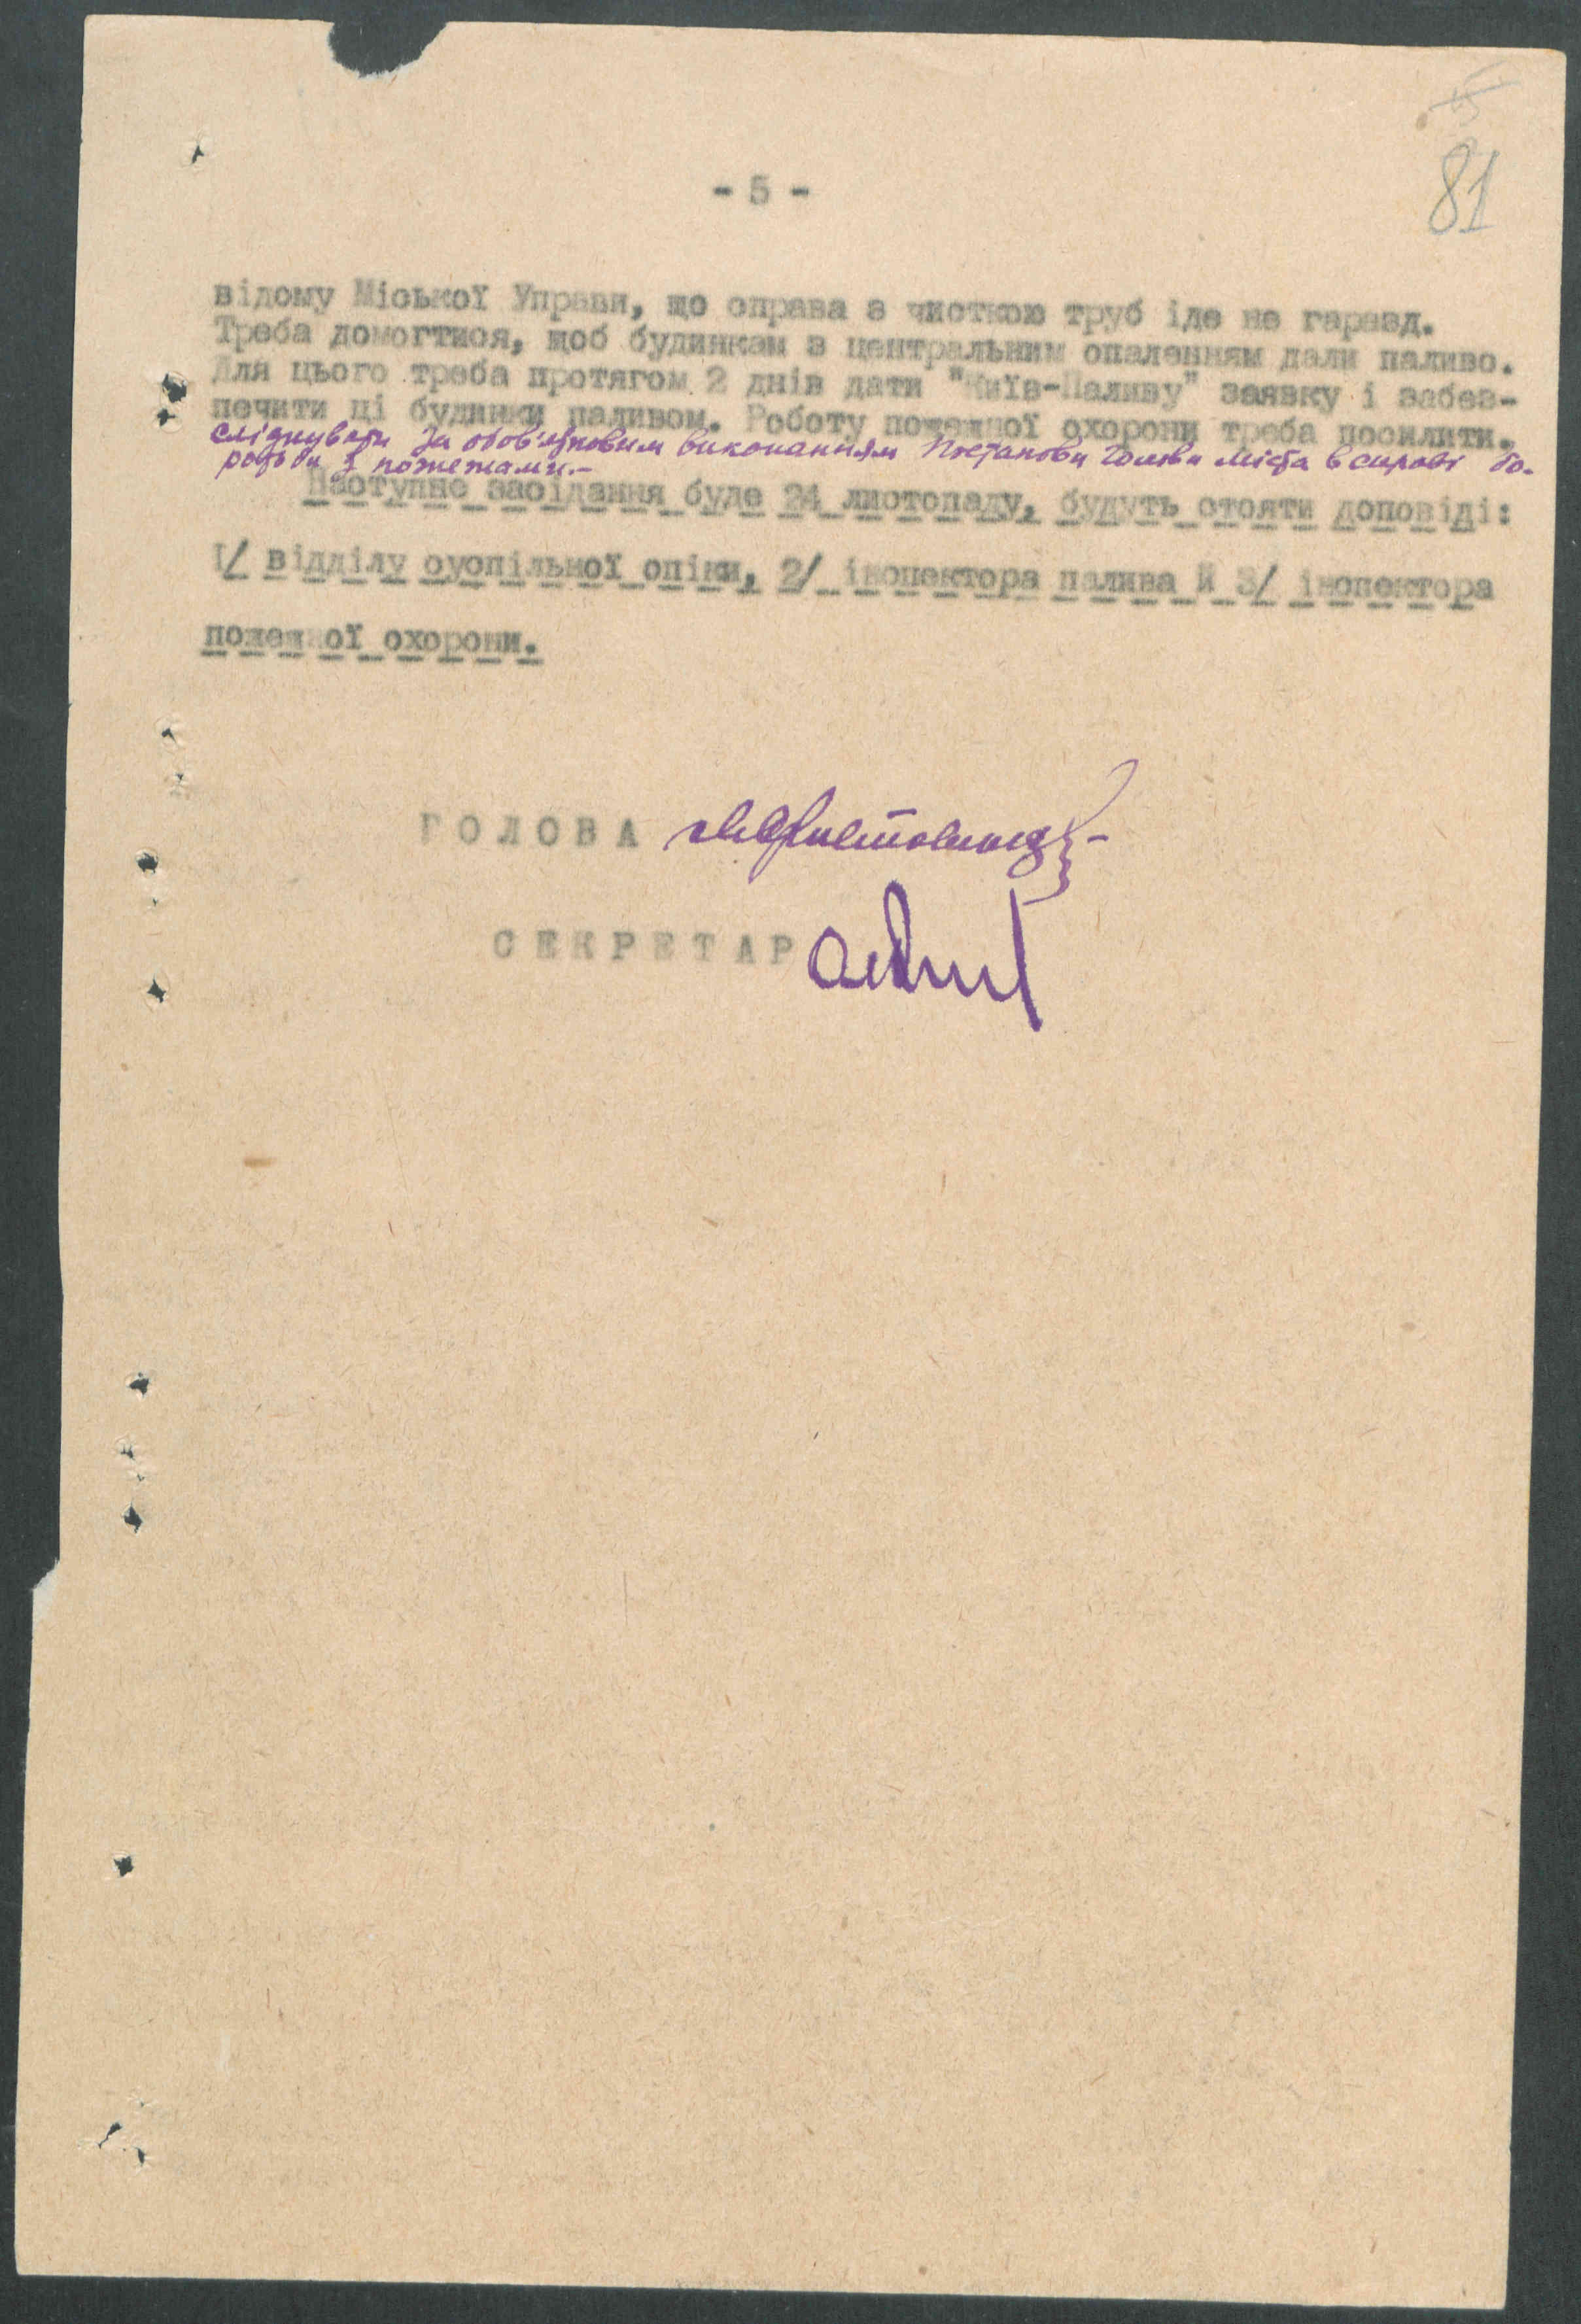 81
- 5 -
відому Міської Управи, що справа з чисткою труб іде не гаразд.
Треба домогтися, щоб будинкам з центральним опаленням дали паливо.
Для цього треба протягом 2 днів дати "Київ-Паливу" заявку і забез-
печити ці будинки паливом. Роботу пожежної охорони треба посилити.
Слідкувати за обов'язковим виконанням Постанови Голови Міста в справі бо-
ротьби з пожежами.-
Наступне засідання буде 24 листопаду, будуть стояти доповіді:
І/ відділу суспільної опіки, 2/ інспектора палива й 3/ інспектора
пожежної охорони.
ГОЛОВА
СЕКРЕТАР